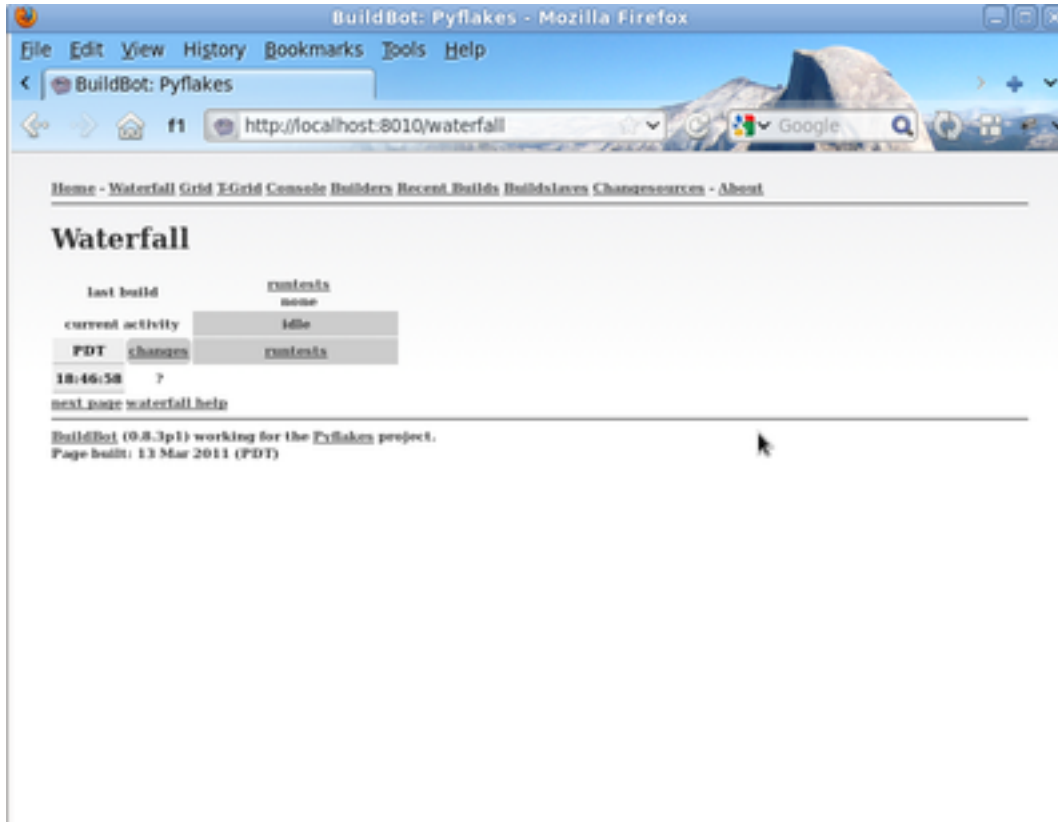 BuildBot: Pyflakes - Mozilla Firefox
File Edit View History Bookmarks Tools Help
BuildBot: Pyflakes
f1 http://localhost:8010/waterfall Google
Home - Waterfall Grid T-Grid Console Builders Recent Builds Buildslaves Changesources - About
Waterfall
last build runtests
none
current activity idle
PDT changes runtests
18:46:58 ?
next page waterfall help
BuildBot (0.8.3p1) working for the Pyflakes project.
Page built: 13 Mar 2011 (PDT)